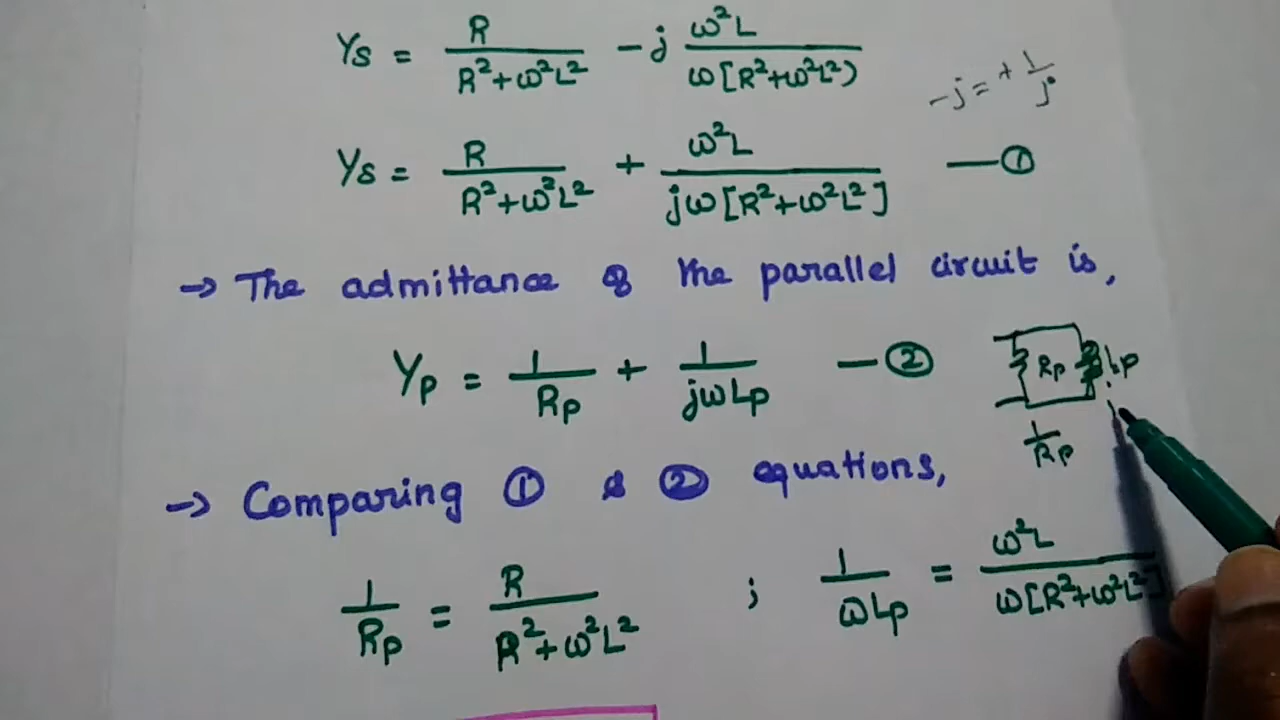 Ys = R / (R² + ω²L²) − j ω²L / (ω[R² + ω²L²))
−j = + 1/j
Ys = R / (R² + ω²L²) + ω²L / (jω[R² + ω²L²]) — ①
→ The admittance of the parallel circuit is,
Yp = 1/Rp + 1/(jωLp) — ②
Rp Lp
1/Rp
→ Comparing ① & ② equations,
1/Rp = R / (R² + ω²L²) ; 1/(ωLp) = ω²L / (ω[R² + ω²L²])